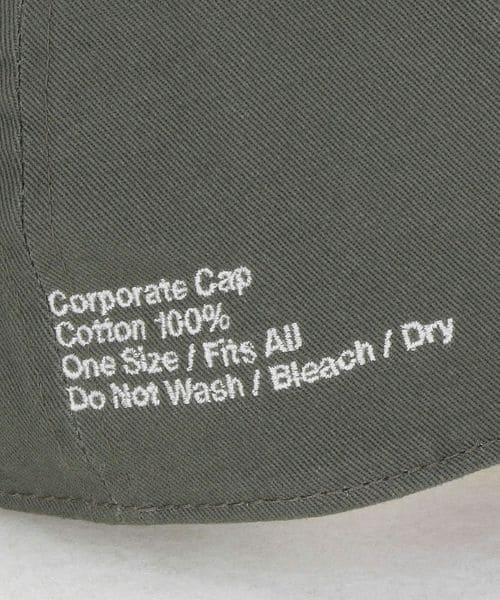 Corporate Cap
Cotton 100%
One Size / Fits All
Do Not Wash / Bleach / Dry